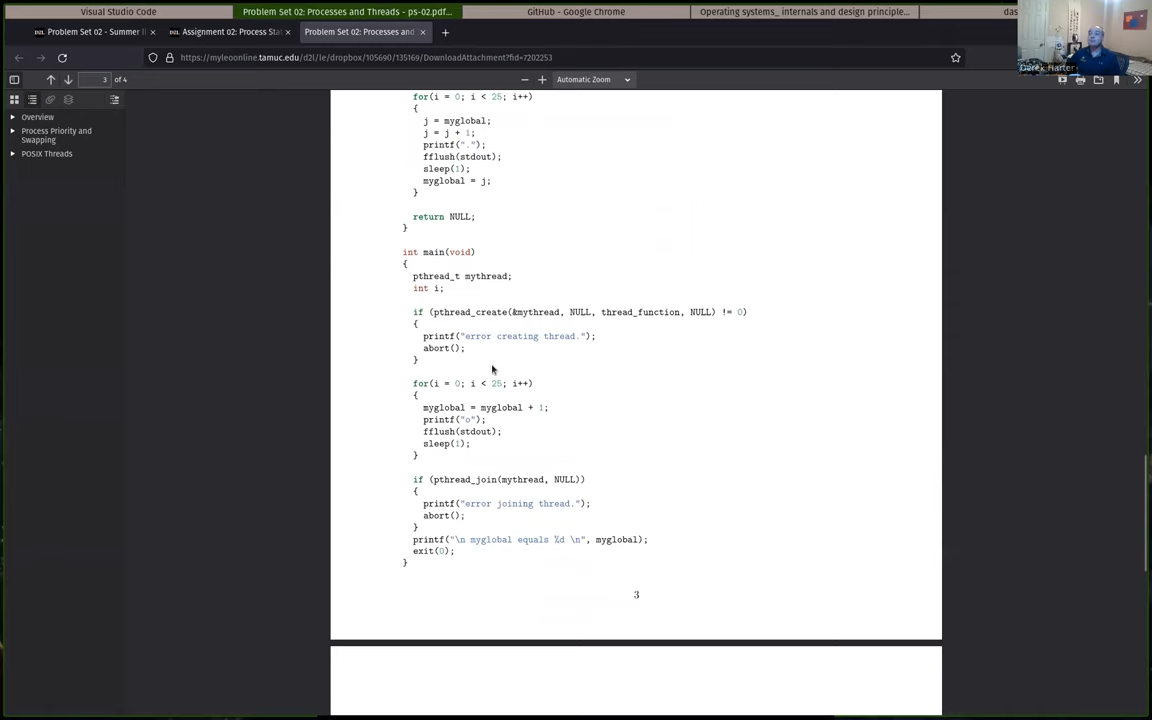 Visual Studio Code
Problem Set 02: Processes and Threads - ps-02.pdf...
GitHub - Google Chrome
Operating systems_ internals and design principle...
das
Problem Set 02 - Summer
Assignment 02: Process Sta
Problem Set 02: Processes and
https://myleoonline.tamuc.edu/d2l/le/dropbox/105690/135169/DownloadAttachment?fid=7202253
Derek Harter
3 of 4
Automatic Zoom
Overview
Process Priority and
Swapping
POSIX Threads
for(i = 0; i < 25; i++)
{
j = myglobal;
j = j + 1;
printf(".");
fflush(stdout);
sleep(1);
myglobal = j;
}
return NULL;
}
int main(void)
{
pthread_t mythread;
int i;
if (pthread_create(&mythread, NULL, thread_function, NULL) != 0)
{
printf("error creating thread.");
abort();
}
for(i = 0; i < 25; i++)
{
myglobal = myglobal + 1;
printf("o");
fflush(stdout);
sleep(1);
}
if (pthread_join(mythread, NULL))
{
printf("error joining thread.");
abort();
}
printf("\n myglobal equals %d \n", myglobal);
exit(0);
}
3